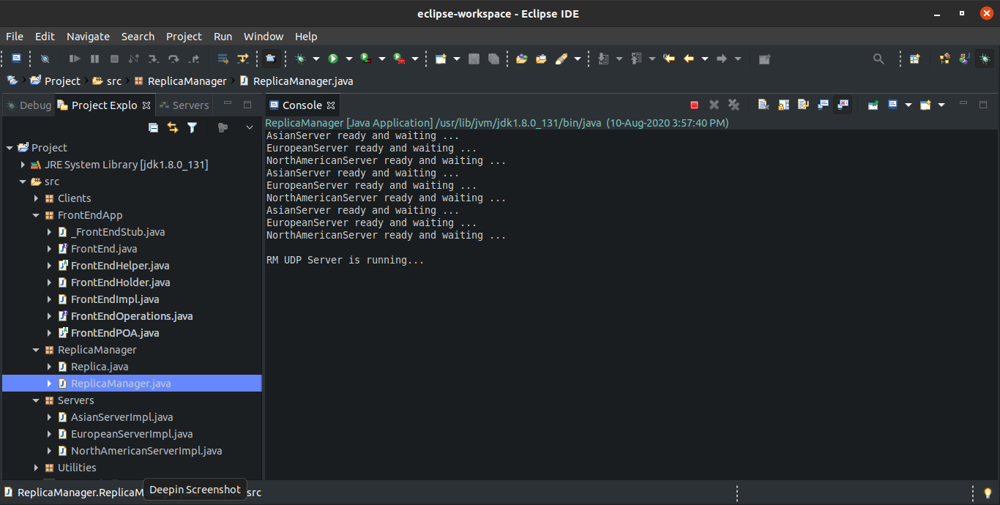 eclipse-workspace - Eclipse IDE
File Edit Navigate Search Project Run Window Help
Project src ReplicaManager ReplicaManager.java
Debug Project Explo Servers
Console
ReplicaManager [Java Application] /usr/lib/jvm/jdk1.8.0_131/bin/java (10-Aug-2020 3:57:40 PM)
Project
JRE System Library [jdk1.8.0_131]
src
Clients
FrontEndApp
_FrontEndStub.java
FrontEnd.java
FrontEndHelper.java
FrontEndHolder.java
FrontEndImpl.java
FrontEndOperations.java
FrontEndPOA.java
ReplicaManager
Replica.java
ReplicaManager.java
Servers
AsianServerImpl.java
EuropeanServerImpl.java
NorthAmericanServerImpl.java
Utilities
AsianServer ready and waiting ...
EuropeanServer ready and waiting ...
NorthAmericanServer ready and waiting ...
AsianServer ready and waiting ...
EuropeanServer ready and waiting ...
NorthAmericanServer ready and waiting ...
AsianServer ready and waiting ...
EuropeanServer ready and waiting ...
NorthAmericanServer ready and waiting ...
RM UDP Server is running...
ReplicaManager.ReplicaM src
Deepin Screenshot